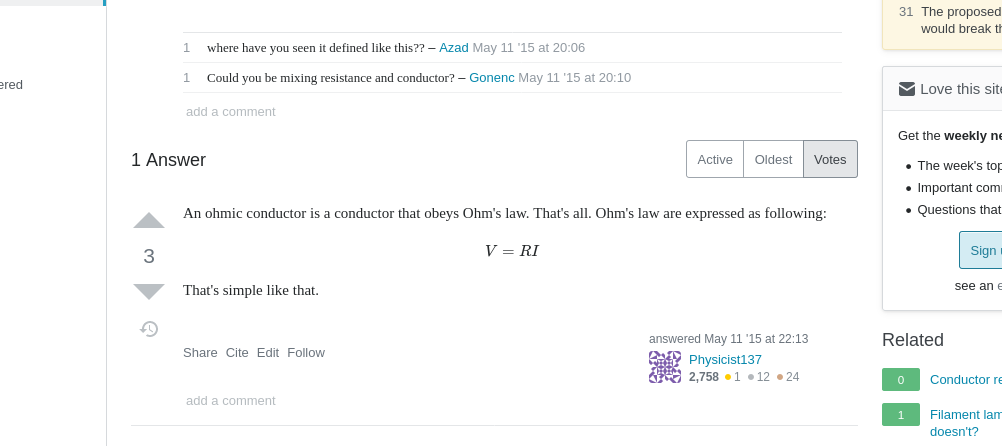 ered
1 where have you seen it defined like this?? – Azad May 11 '15 at 20:06
1 Could you be mixing resistance and conductor? – Gonenc May 11 '15 at 20:10
add a comment
1 Answer
Active Oldest Votes
An ohmic conductor is a conductor that obeys Ohm's law. That's all. Ohm's law are expressed as following:
3
V = RI
That's simple like that.
Share Cite Edit Follow
answered May 11 '15 at 22:13
Physicist137
2,758 1 12 24
add a comment
31 The proposed
would break th
Love this site
Get the weekly ne
The week's top
Important com
Questions that
Sign u
see an e
Related
0 Conductor re
1 Filament lam
doesn't?